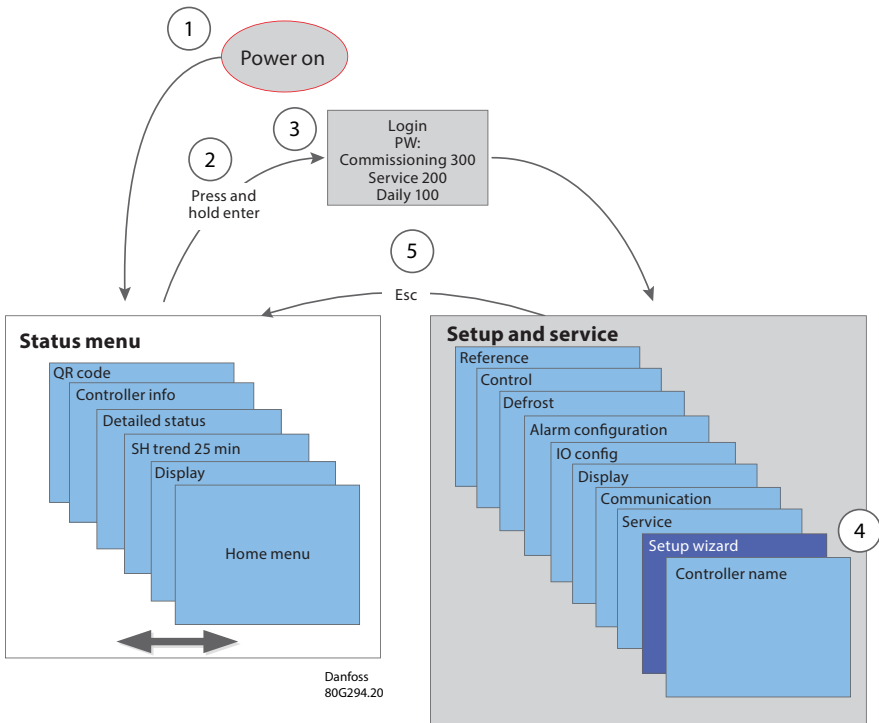 1
Power on
2
Press and
hold enter
3
Login
PW:
Commissioning 300
Service 200
Daily 100
5
Esc
Status menu
QR code
Controller info
Detailed status
SH trend 25 min
Display
Home menu
Setup and service
Reference
Control
Defrost
Alarm configuration
IO config
Display
Communication
Service
Setup wizard
Controller name
4
Danfoss
80G294.20